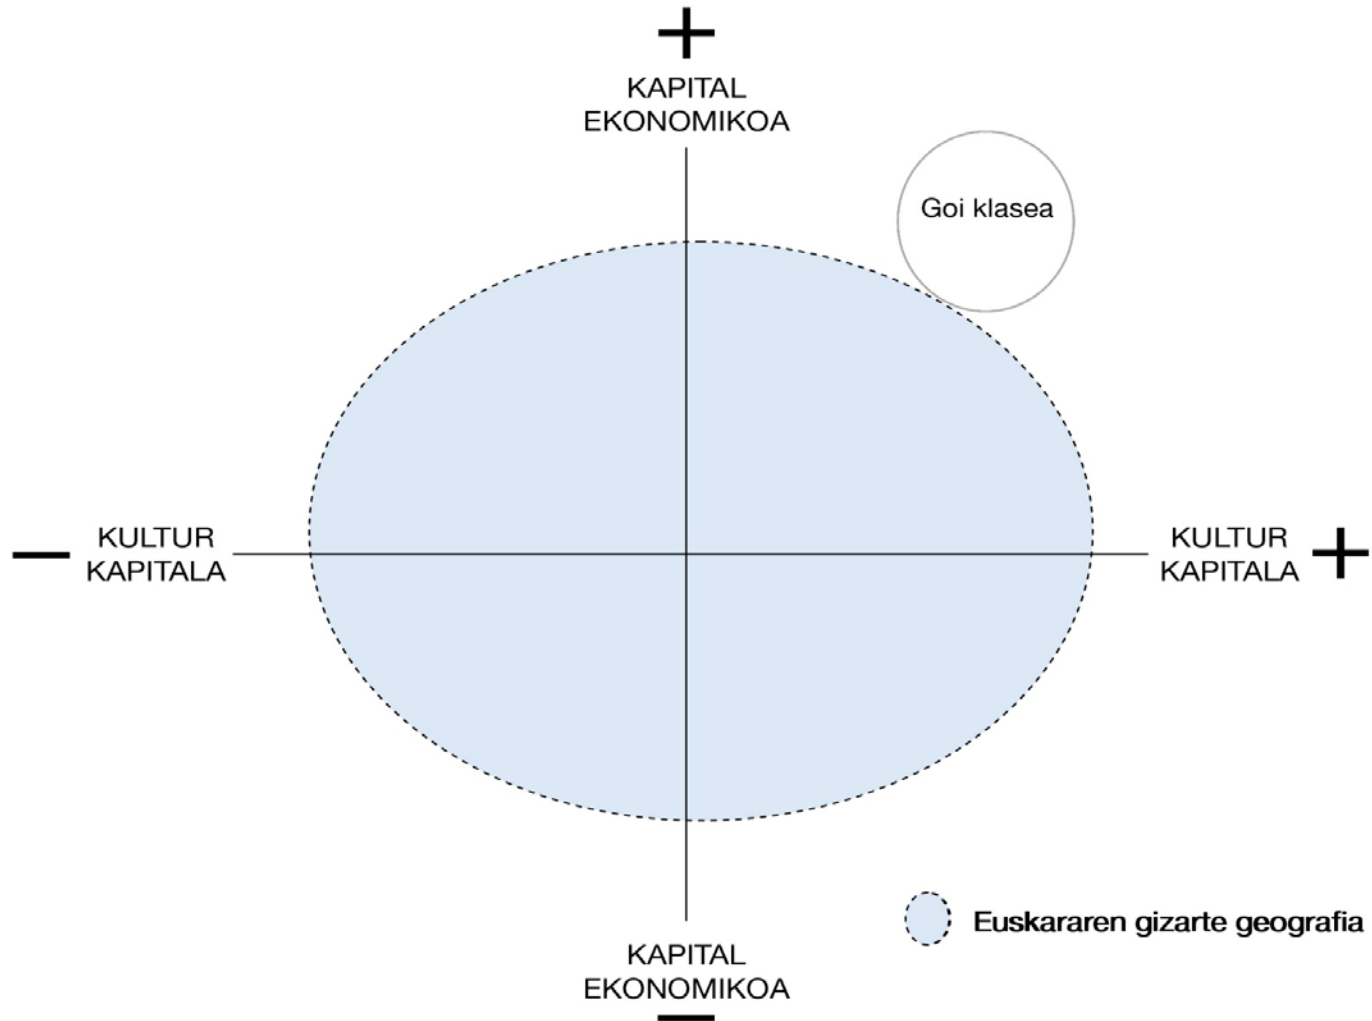 +
KAPITAL
EKONOMIKOA
Goi klasea
KULTUR
KAPITALA
KULTUR
KAPITALA
+
Euskararen gizarte geografia
KAPITAL
EKONOMIKOA